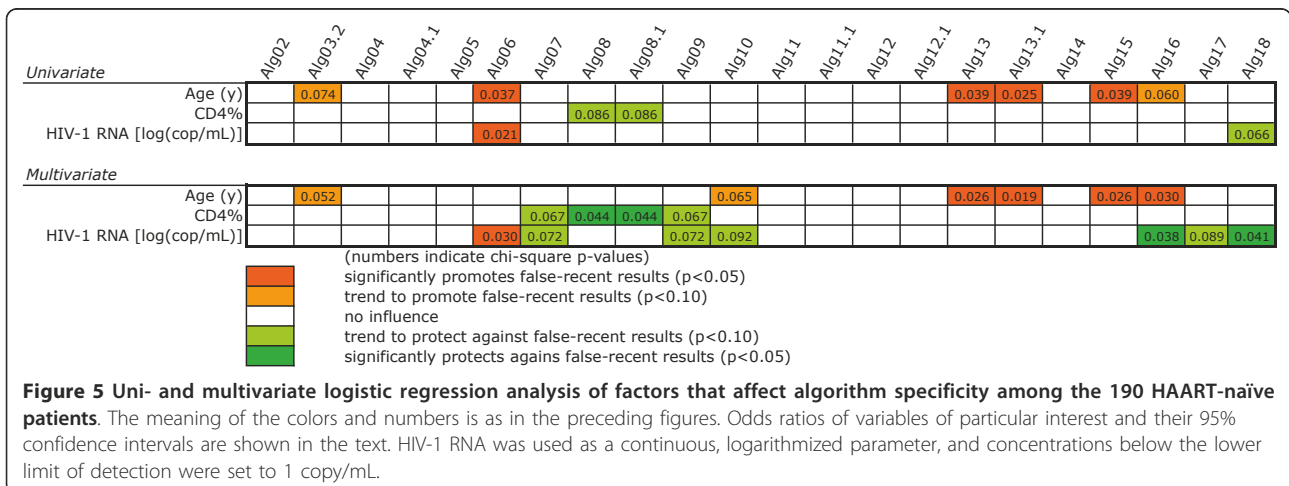 Alg02 Alg03.2 Alg04 Alg04.1 Alg05 Alg06 Alg07 Alg08 Alg08.1 Alg09 Alg10 Alg11 Alg11.1 Alg12 Alg12.1 Alg13 Alg13.1 Alg14 Alg15 Alg16 Alg17 Alg18
Univariate
Age (y) 0.074 0.037 0.039 0.025 0.039 0.060
CD4% 0.086 0.086
HIV-1 RNA [log(cop/mL)] 0.021 0.066
Multivariate
Age (y) 0.052 0.065 0.026 0.019 0.026 0.030
CD4% 0.067 0.044 0.044 0.067
HIV-1 RNA [log(cop/mL)] 0.030 0.072 0.072 0.092 0.038 0.089 0.041
(numbers indicate chi-square p-values)
significantly promotes false-recent results (p<0.05)
trend to promote false-recent results (p<0.10)
no influence
trend to protect against false-recent results (p<0.10)
significantly protects agains false-recent results (p<0.05)
Figure 5 Uni- and multivariate logistic regression analysis of factors that affect algorithm specificity among the 190 HAART-naïve
patients. The meaning of the colors and numbers is as in the preceding figures. Odds ratios of variables of particular interest and their 95%
confidence intervals are shown in the text. HIV-1 RNA was used as a continuous, logarithmized parameter, and concentrations below the lower
limit of detection were set to 1 copy/mL.